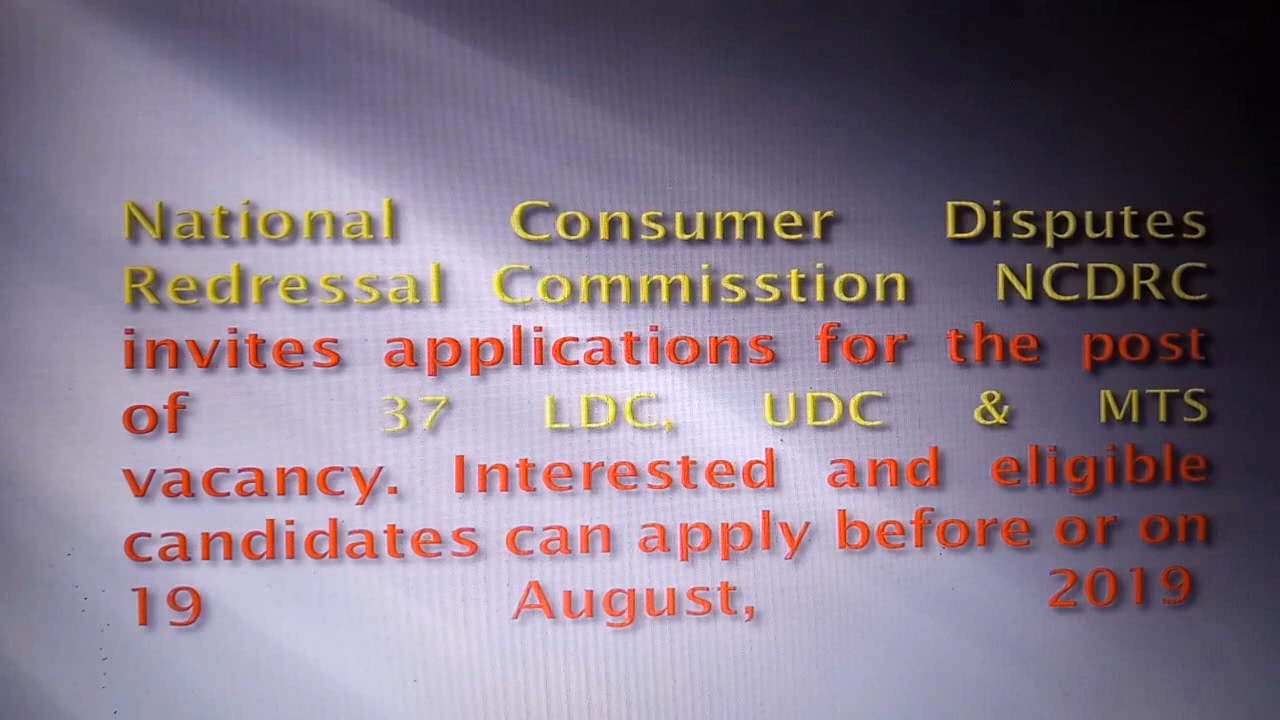 National Consumer Disputes
Redressal Commisstion NCDRC
invites applications for the post
of 37 LDC, UDC & MTS
vacancy. Interested and eligible
candidates can apply before or on
19 August, 2019